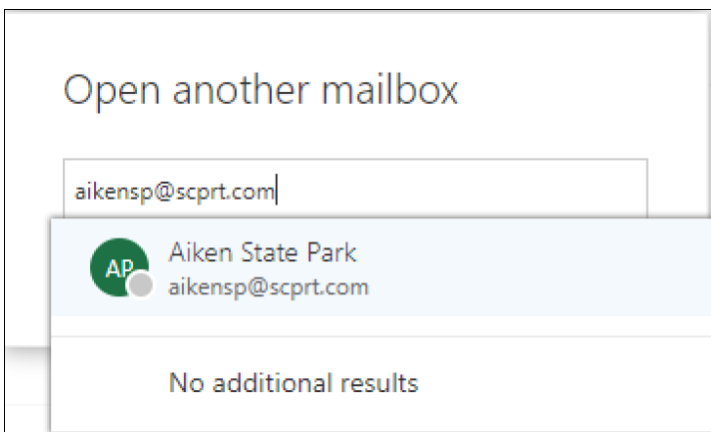 Open another mailbox
aikensp@scprt.com
AP
Aiken State Park
aikensp@scprt.com
No additional results